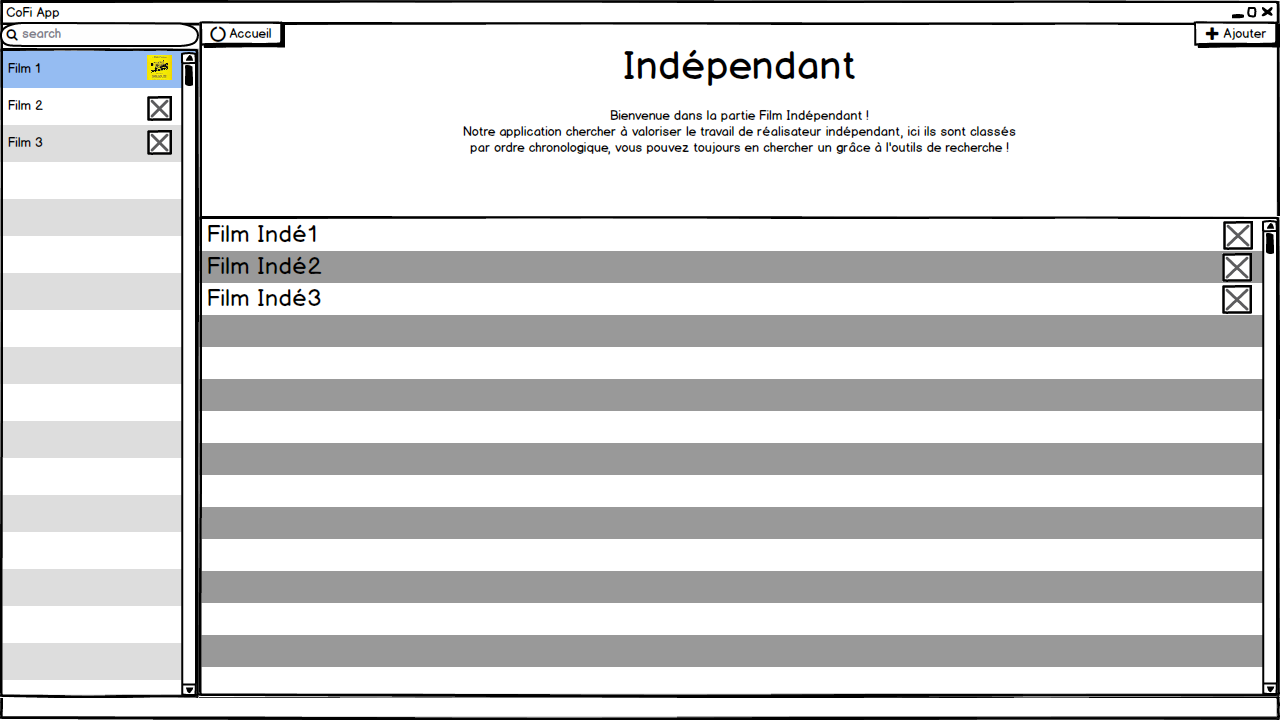 CoFi App
search
Accueil
Ajouter
Film 1
Film 2
Film 3
Indépendant
Bienvenue dans la partie Film Indépendant !
Notre application chercher à valoriser le travail de réalisateur indépendant, ici ils sont classés
par ordre chronologique, vous pouvez toujours en chercher un grâce à l'outils de recherche !
Film Indé1
Film Indé2
Film Indé3